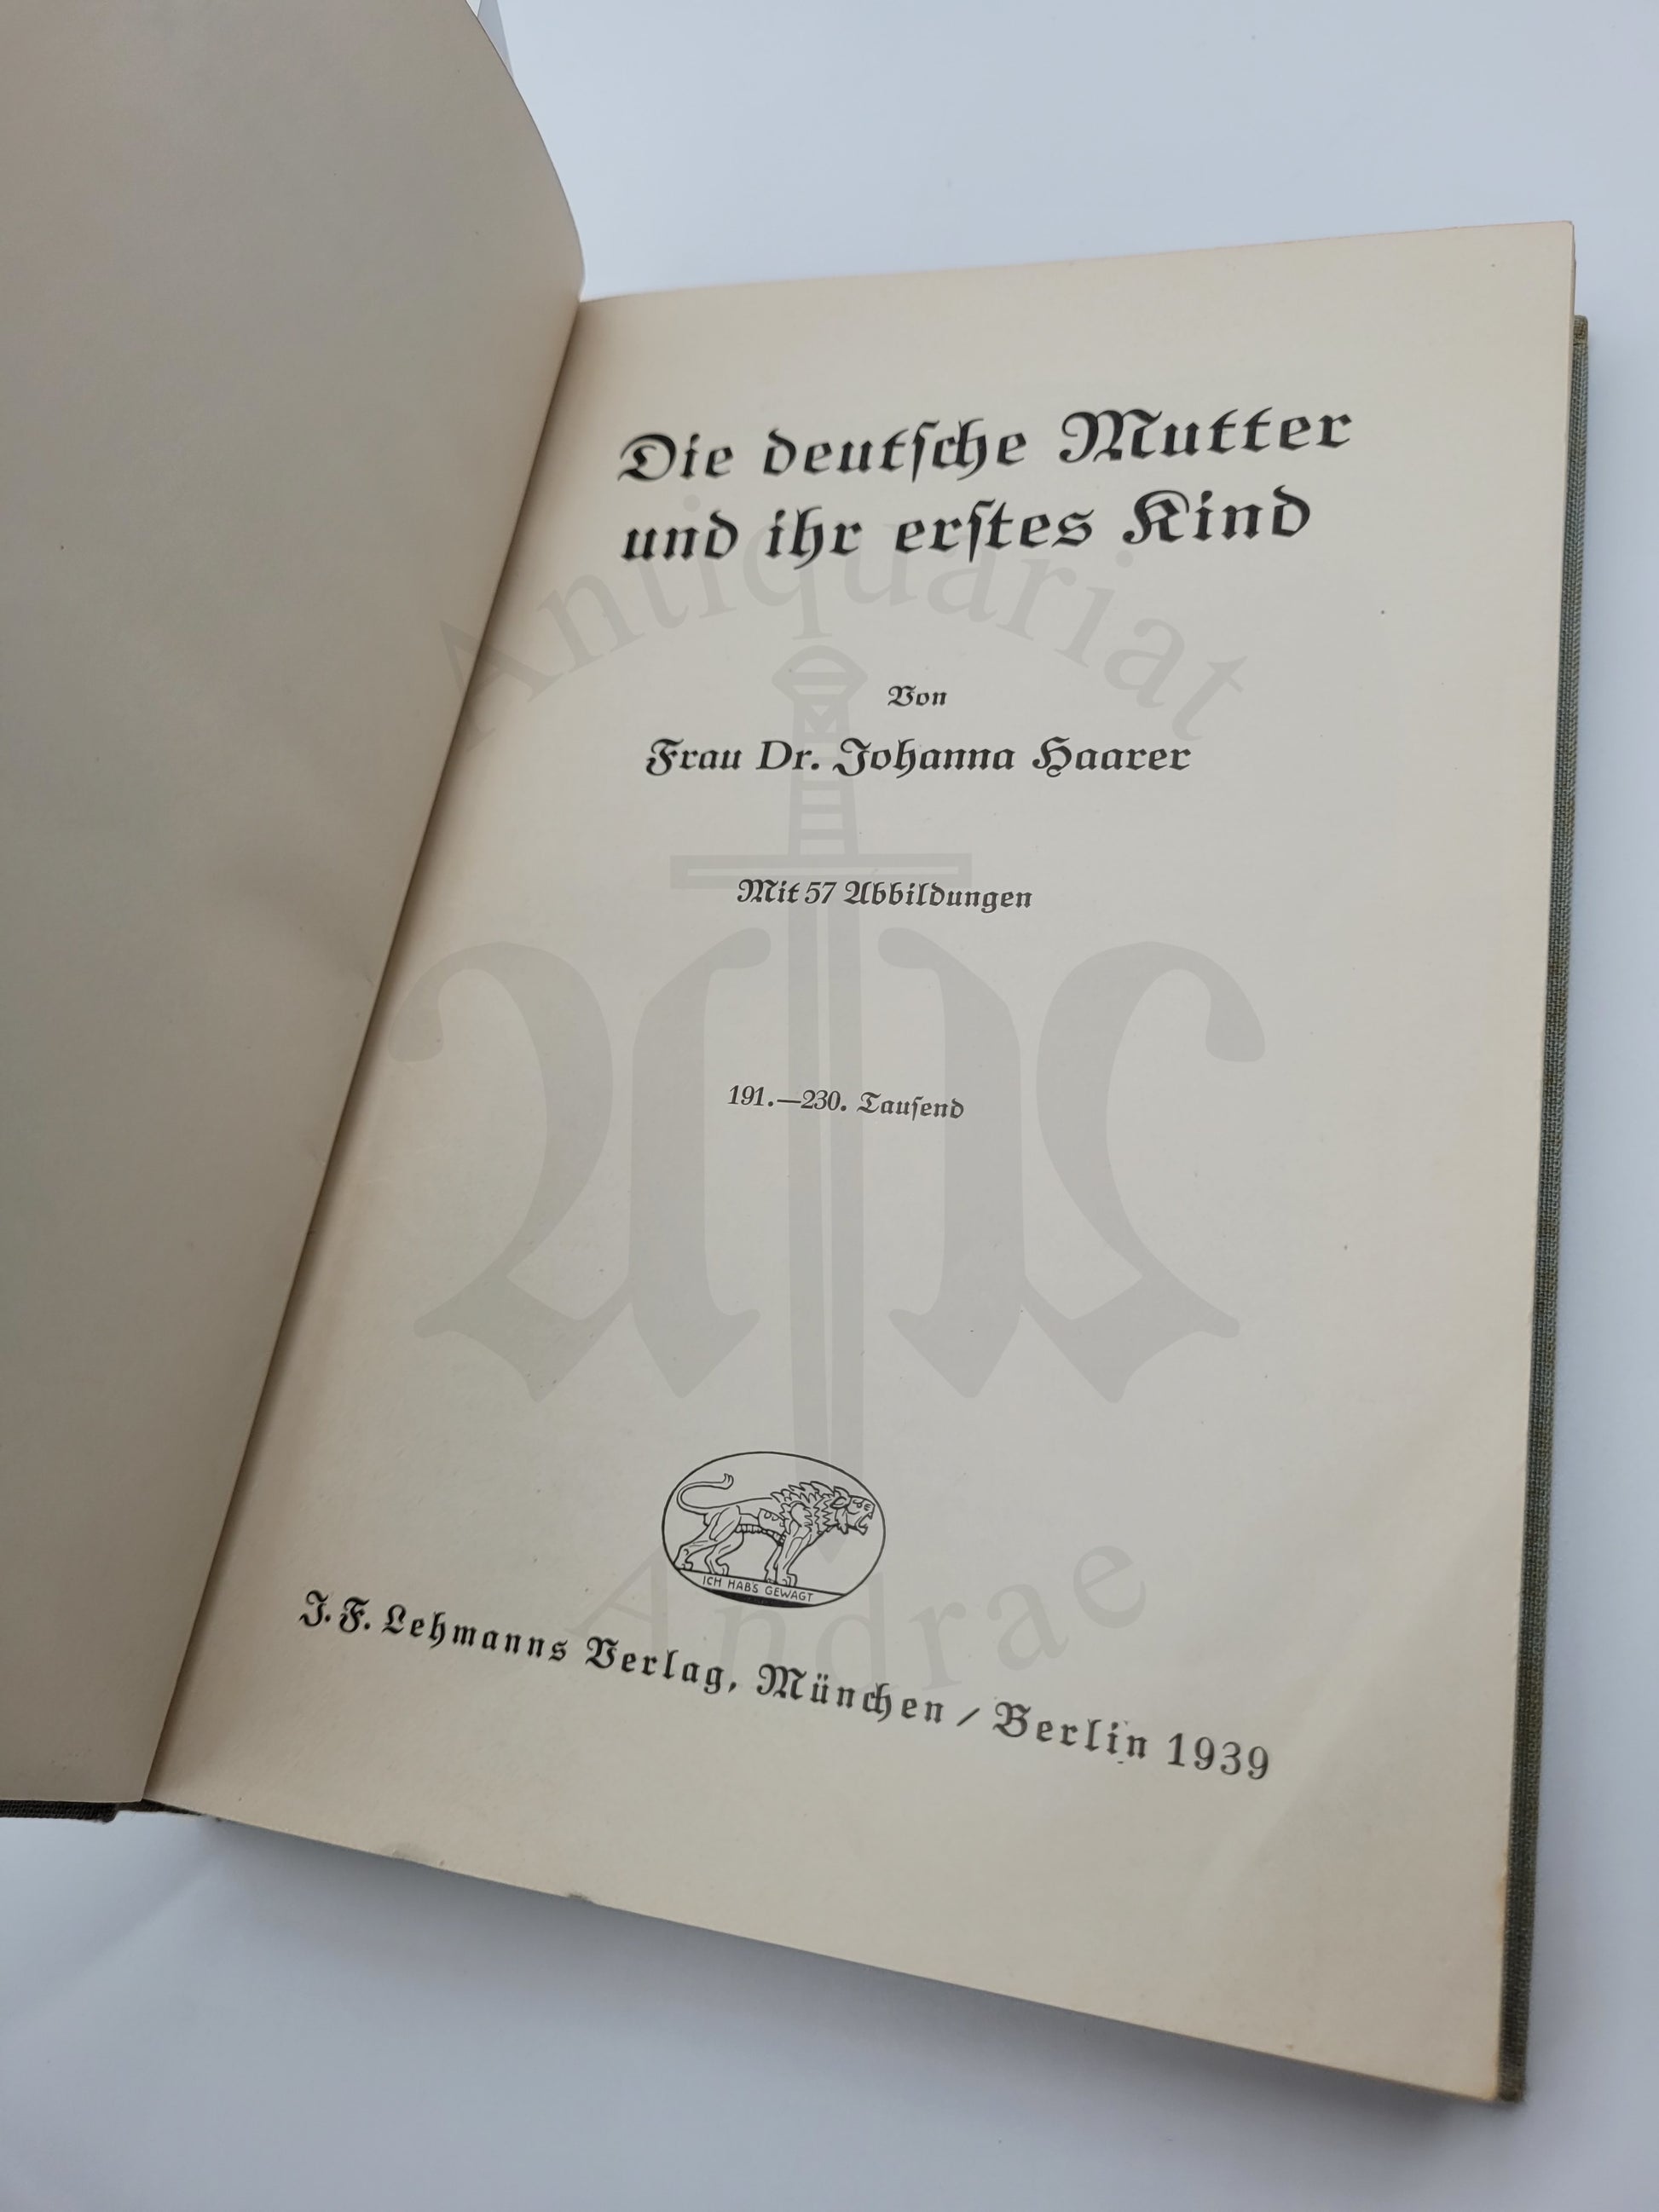 Die deutsche Mutter
und ihr erstes Kind
Von
Frau Dr. Johanna Haarer
Mit 57 Abbildungen
191.—230. Tausend
ICH HAB'S GEWAGT
J. F. Lehmanns Verlag, München / Berlin 1939
Antiquariat
Andrae